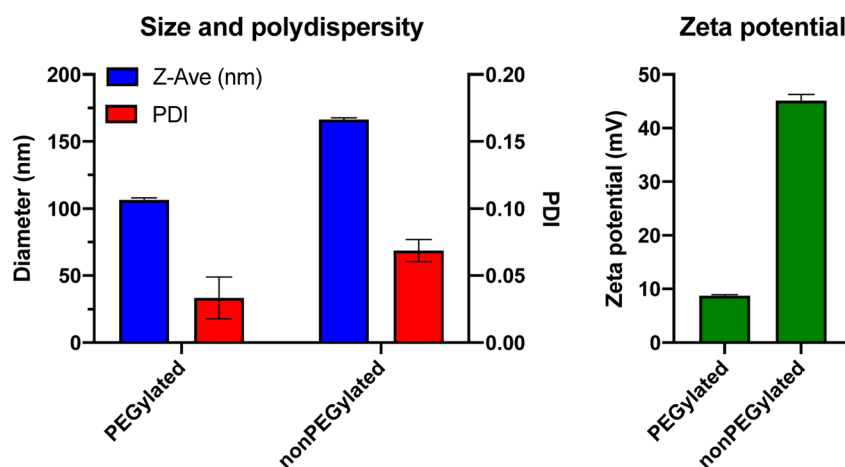 Size and polydispersity
Z-Ave (nm)
PDI
Diameter (nm)
200
150
100
50
0
PDI
0.20
0.15
0.10
0.05
0.00
PEGylated
nonPEGylated
Zeta potential
Zeta potential (mV)
50
40
30
20
10
0
PEGylated
nonPEGylated